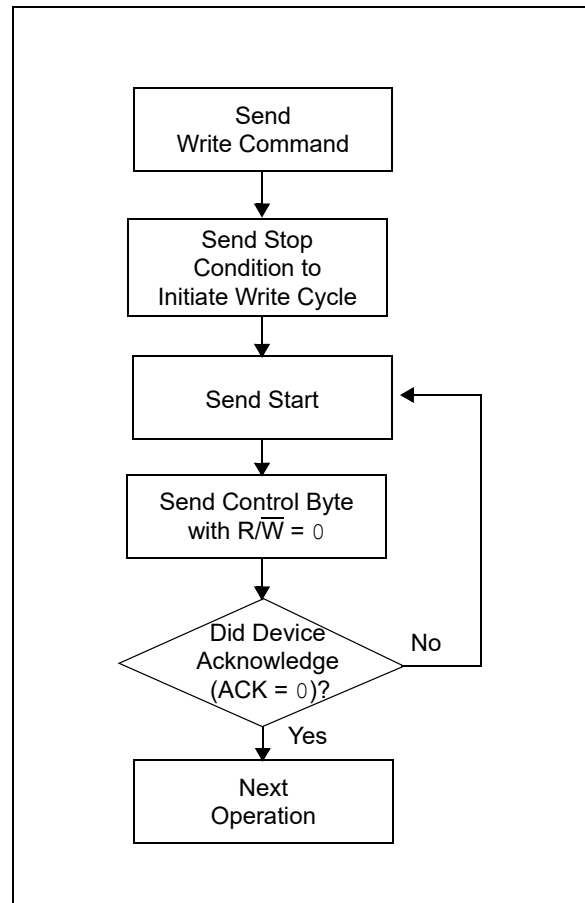 Send
Write Command
Send Stop
Condition to
Initiate Write Cycle
Send Start
Send Control Byte
with R/W̅ = 0
Did Device
Acknowledge
(ACK = 0)?
No
Yes
Next
Operation